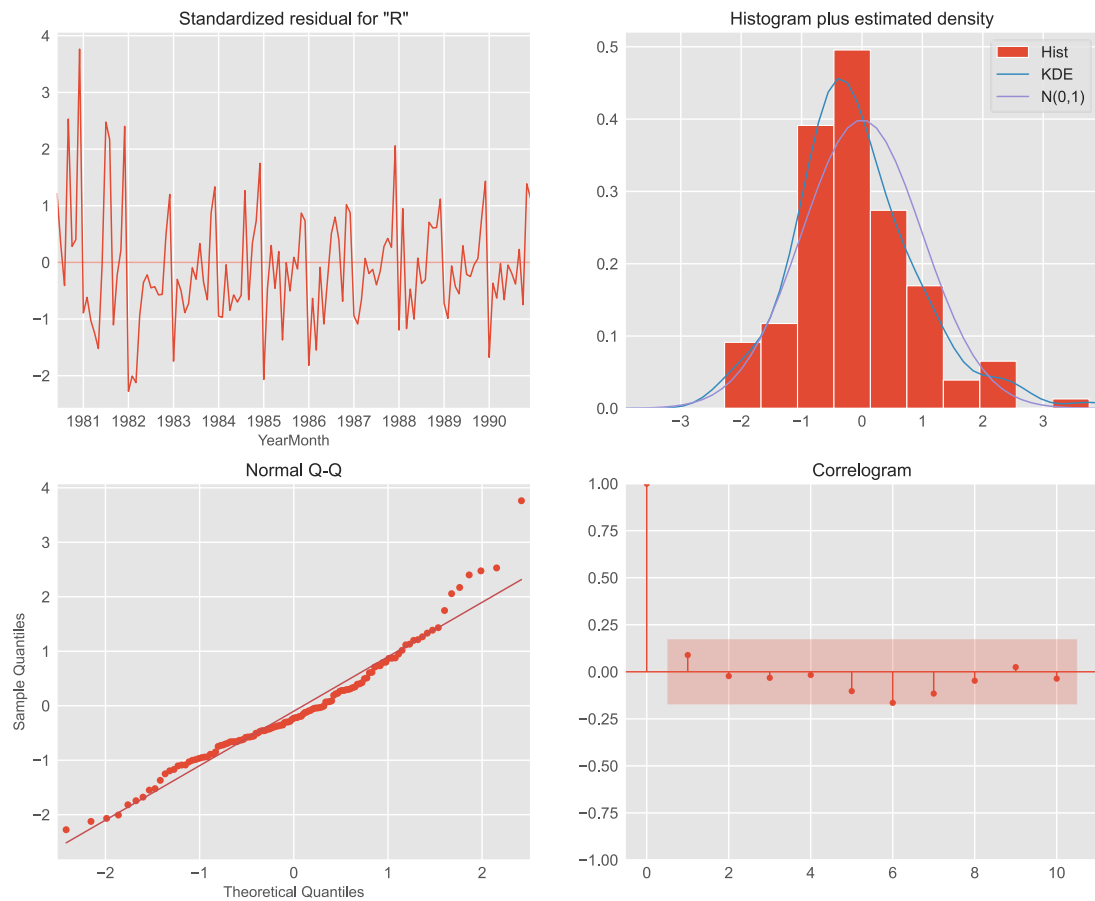 Standardized residual for "R"
4
3
2
1
0
−1
−2
1981 1982 1983 1984 1985 1986 1987 1988 1989 1990
YearMonth
Histogram plus estimated density
0.5
0.4
0.3
0.2
0.1
0.0
Hist
KDE
N(0,1)
−3 −2 −1 0 1 2 3
Normal Q-Q
Sample Quantiles
4
3
2
1
0
−1
−2
−2 −1 0 1 2
Theoretical Quantiles
Correlogram
1.00
0.75
0.50
0.25
0.00
−0.25
−0.50
−0.75
−1.00
0 2 4 6 8 10